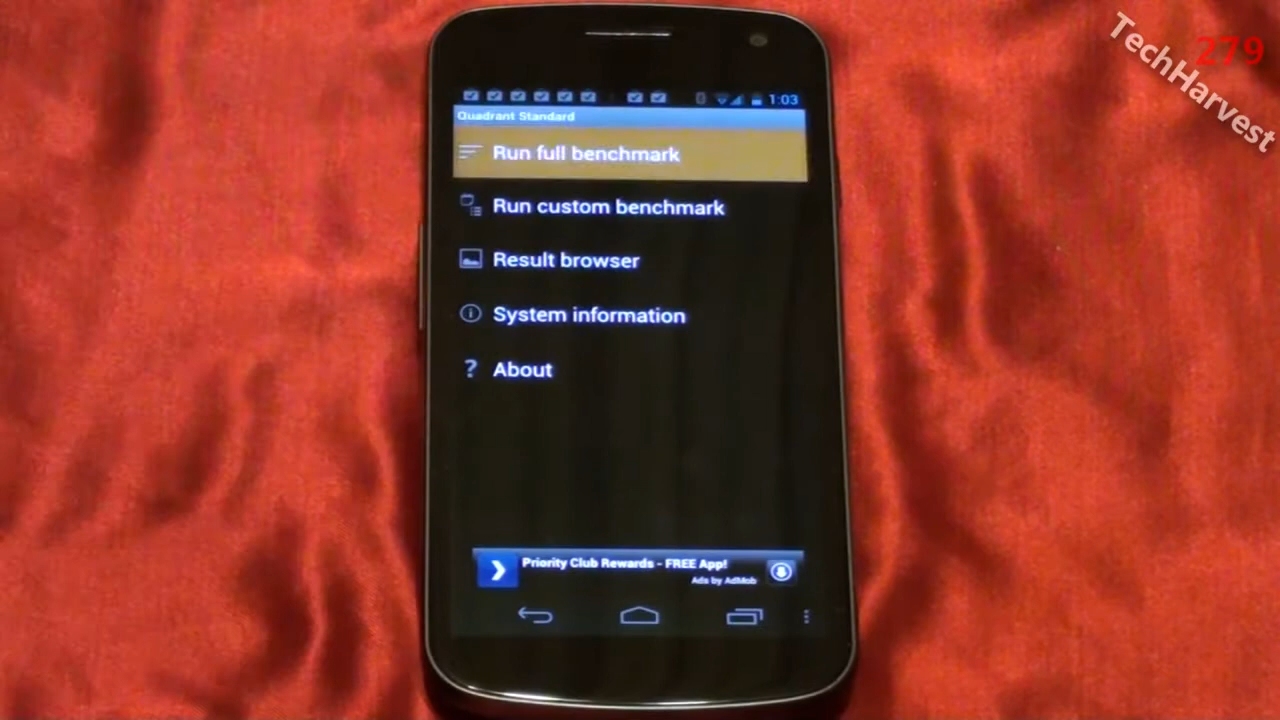 279
TechHarvest
1:03
Quadrant Standard
Run full benchmark
Run custom benchmark
Result browser
System information
? About
Priority Club Rewards - FREE App!
Ads by AdMob